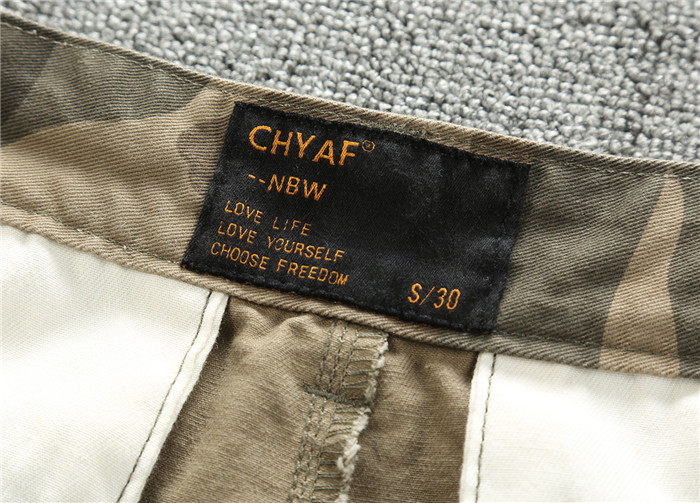 CHYAF®
--NBW
LOVE LIFE
LOVE YOURSELF
CHOOSE FREEDOM
S/30